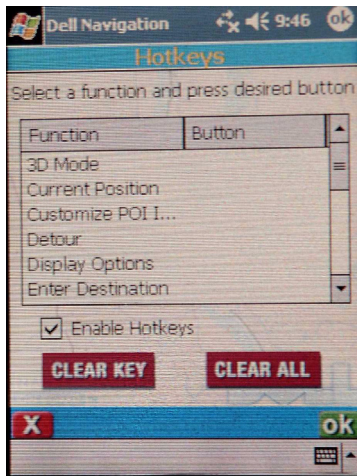 Dell Navigation 9:46 ok
Hotkeys
Select a function and press desired button
Function Button
3D Mode
Current Position
Customize POI I...
Detour
Display Options
Enter Destination
Enable Hotkeys
CLEAR KEY CLEAR ALL
X ok